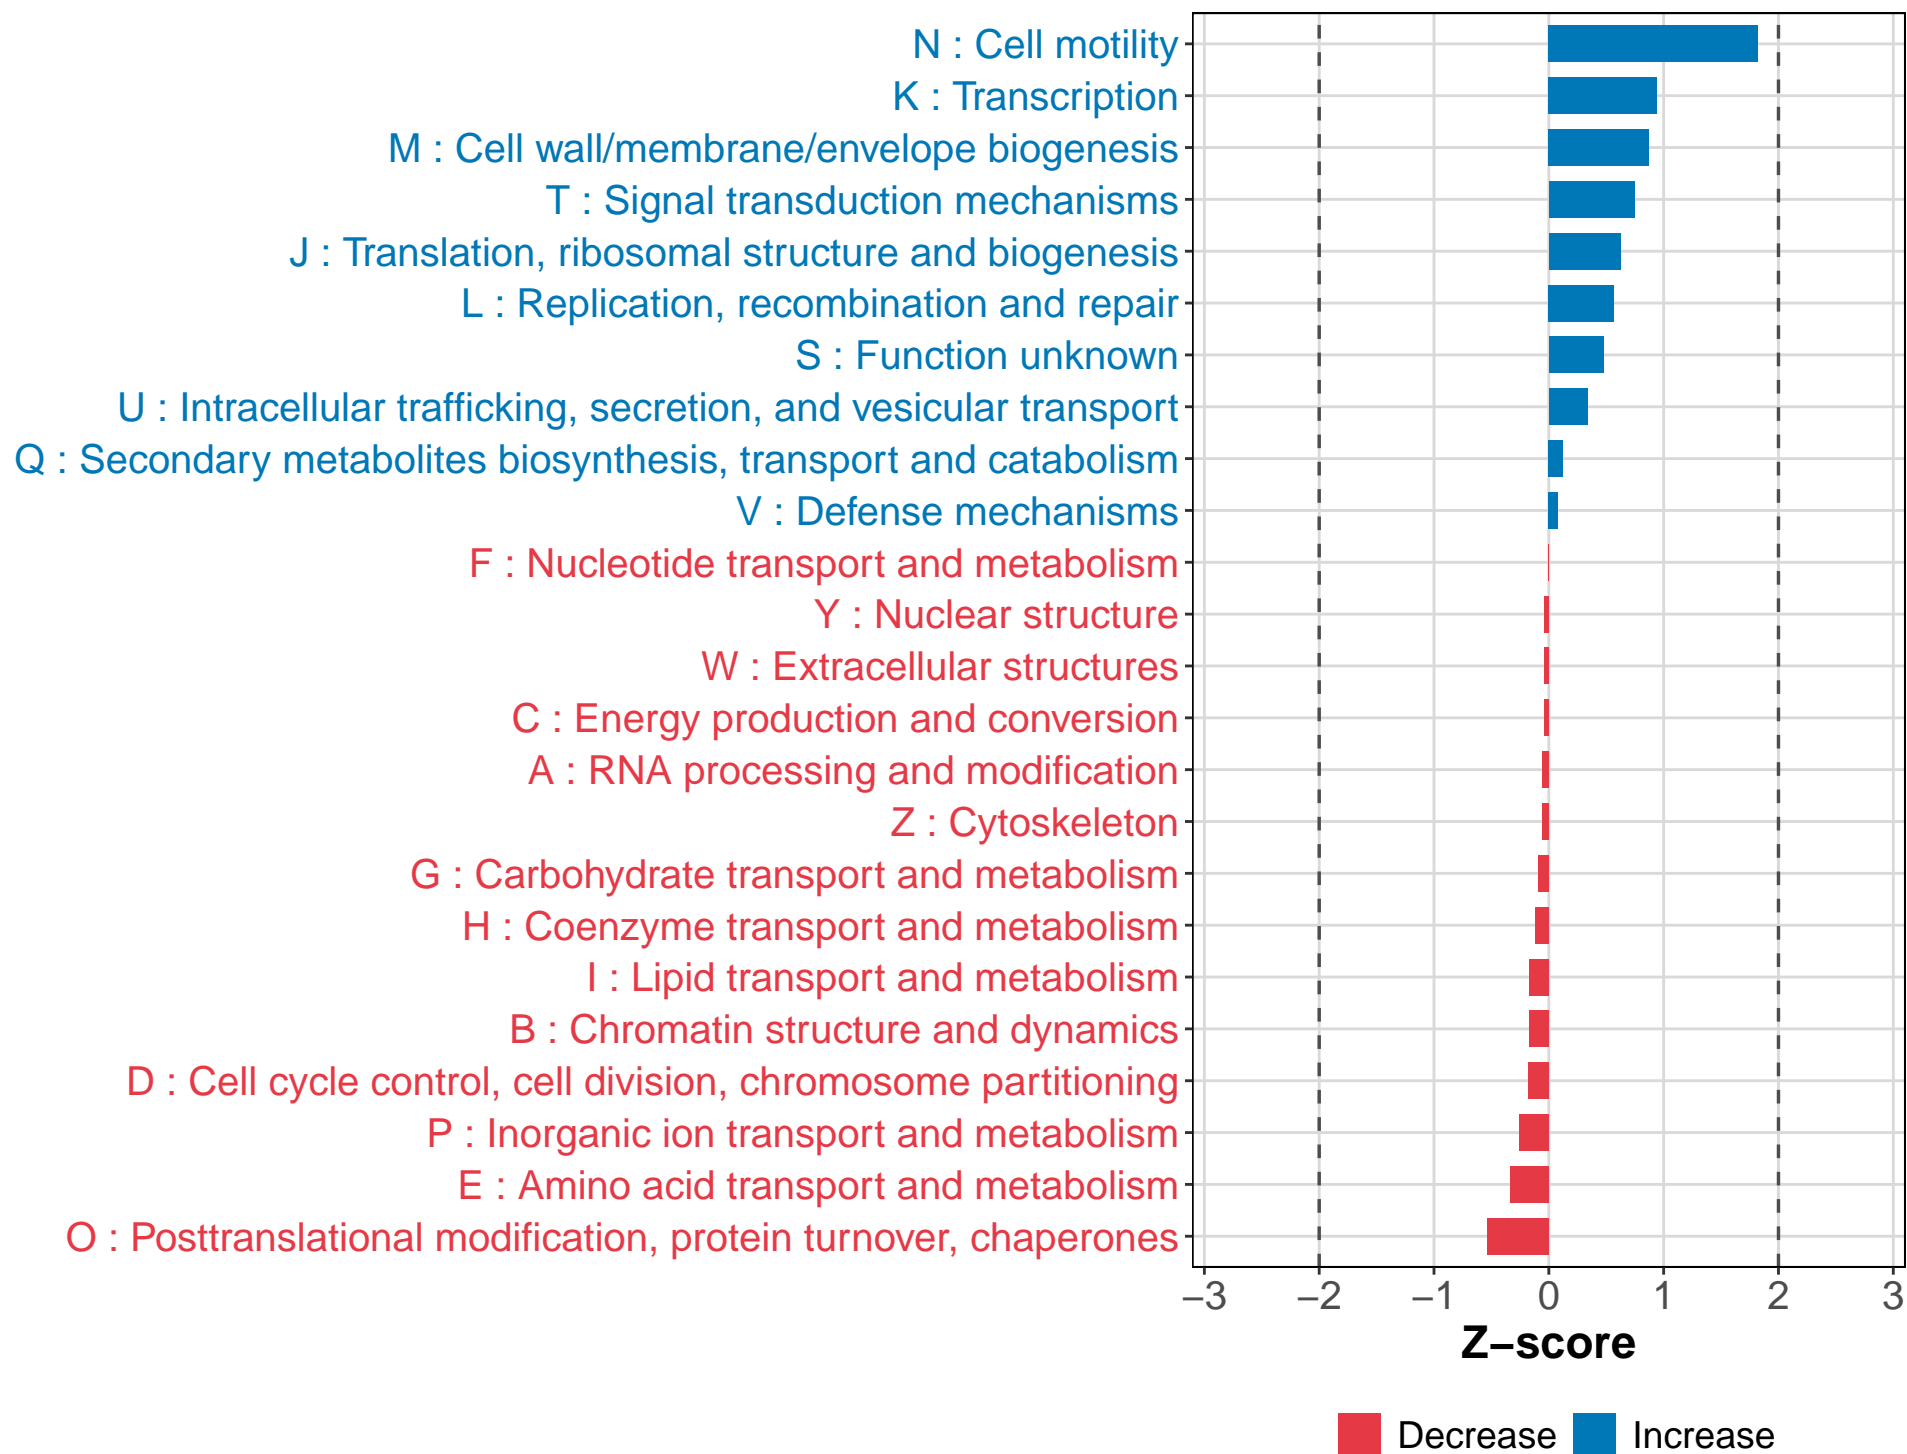 N : Cell motility
K : Transcription
M : Cell wall/membrane/envelope biogenesis
T : Signal transduction mechanisms
J : Translation, ribosomal structure and biogenesis
L : Replication, recombination and repair
S : Function unknown
U : Intracellular trafficking, secretion, and vesicular transport
Q : Secondary metabolites biosynthesis, transport and catabolism
V : Defense mechanisms
F : Nucleotide transport and metabolism
Y : Nuclear structure
W : Extracellular structures
C : Energy production and conversion
A : RNA processing and modification
Z : Cytoskeleton
G : Carbohydrate transport and metabolism
H : Coenzyme transport and metabolism
I : Lipid transport and metabolism
B : Chromatin structure and dynamics
D : Cell cycle control, cell division, chromosome partitioning
P : Inorganic ion transport and metabolism
E : Amino acid transport and metabolism
O : Posttranslational modification, protein turnover, chaperones
−3 −2 −1 0 1 2 3
Z−score
Decrease Increase